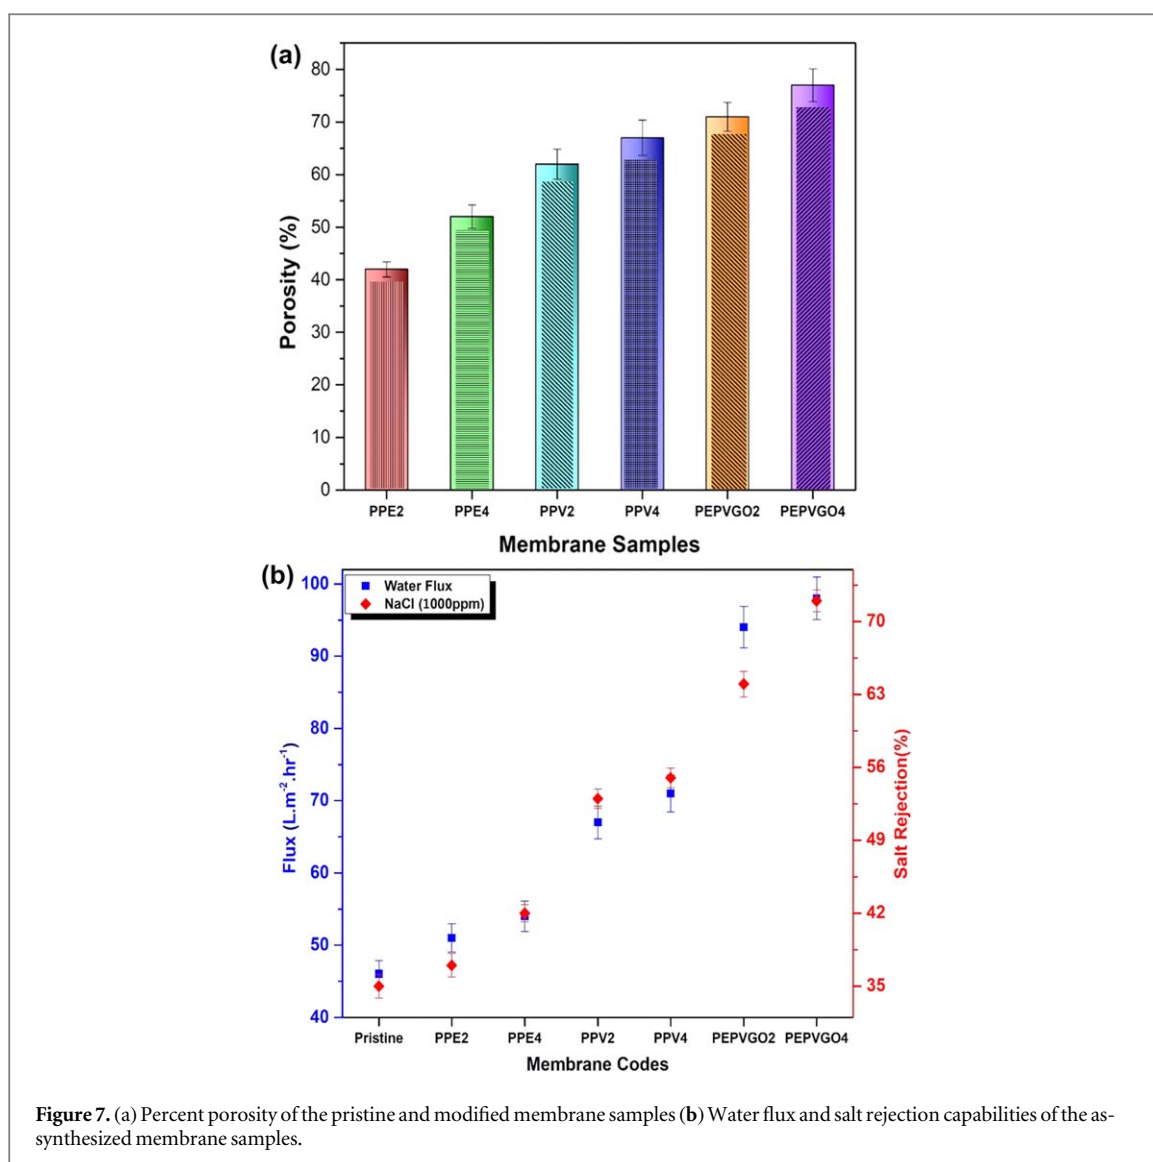 (a)
80
70
60
50
40
30
20
10
0
Porosity (%)
PPE2 PPE4 PPV2 PPV4 PEPVGO2 PEPVGO4
Membrane Samples
(b)
Water Flux
NaCl (1000ppm)
100
90
80
70
60
50
40
Flux (L.m⁻².hr⁻¹)
70
63
56
49
42
35
Salt Rejection(%)
Pristine PPE2 PPE4 PPV2 PPV4 PEPVGO2 PEPVGO4
Membrane Codes
Figure 7. (a) Percent porosity of the pristine and modified membrane samples (b) Water flux and salt rejection capabilities of the as-
synthesized membrane samples.